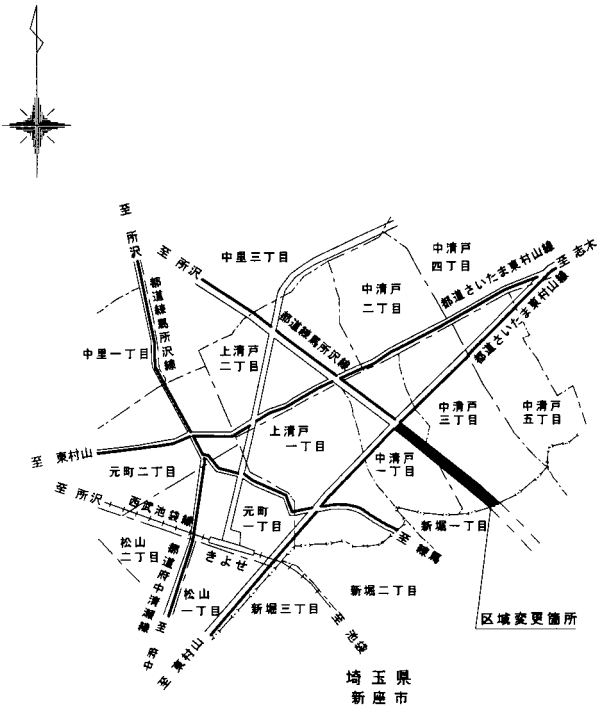 至 所沢
至 所沢
中里三丁目
中清戸
四丁目
至 志木
中清戸
二丁目
都道さいたま東村山線
都道さいたま東村山線
都道練馬所沢線
都道練馬所沢線
中里一丁目
上清戸
二丁目
上清戸
一丁目
中清戸
三丁目
中清戸
五丁目
中清戸
一丁目
至 東村山
元町二丁目
至 所沢
西武池袋線
元町
一丁目
新堀一丁目
至 練馬
松山
二丁目
きよせ
都道府中清瀬線
松山
一丁目
新堀三丁目
新堀二丁目
至 池袋
至 府中
至 東村山
区域変更箇所
埼玉県
新座市